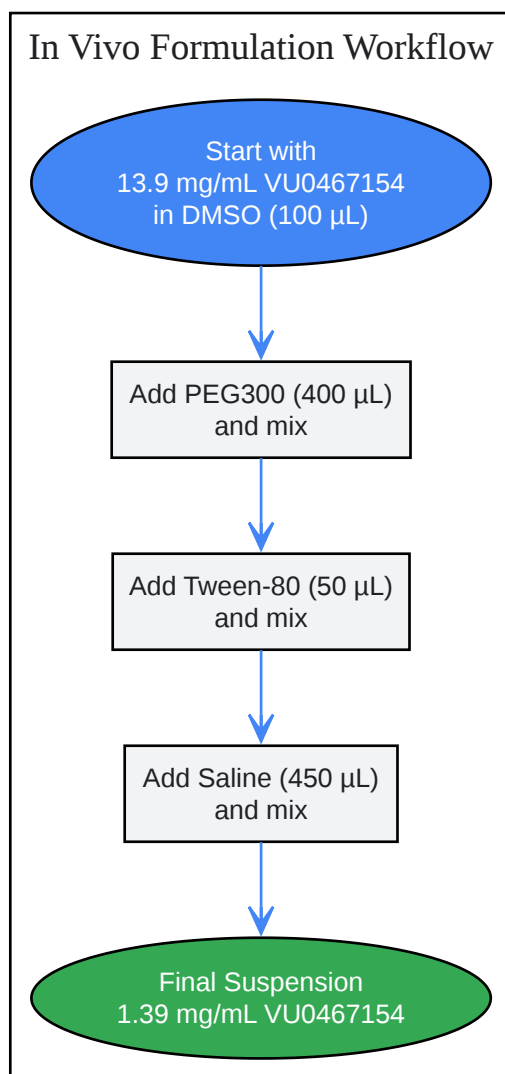 In Vivo Formulation Workflow
Start with
13.9 mg/mL VU0467154
in DMSO (100 µL)
Add PEG300 (400 µL)
and mix
Add Tween-80 (50 µL)
and mix
Add Saline (450 µL)
and mix
Final Suspension
1.39 mg/mL VU0467154